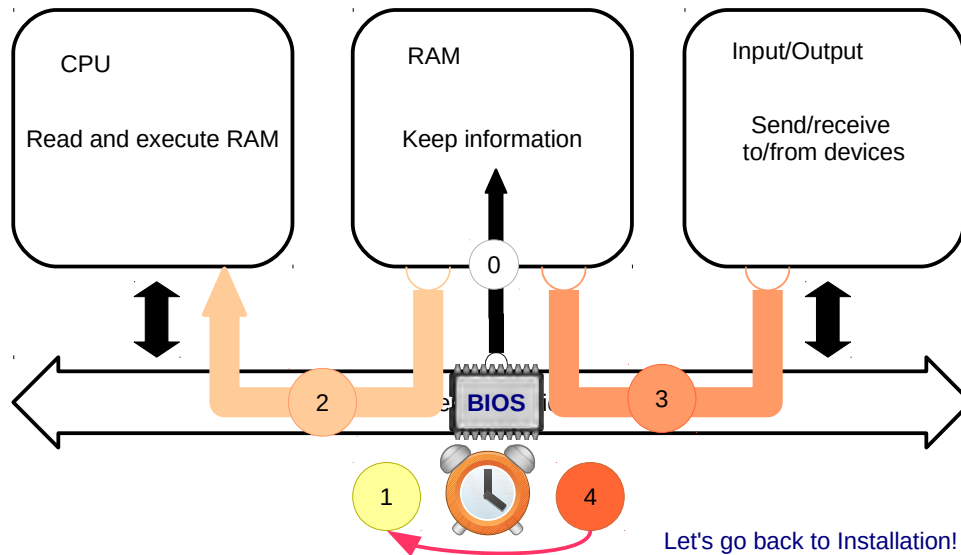 CPU
Read and execute RAM
RAM
Keep information
Input/Output
Send/receive
to/from devices
0
2
BIOS
3
1
4
Let's go back to Installation!